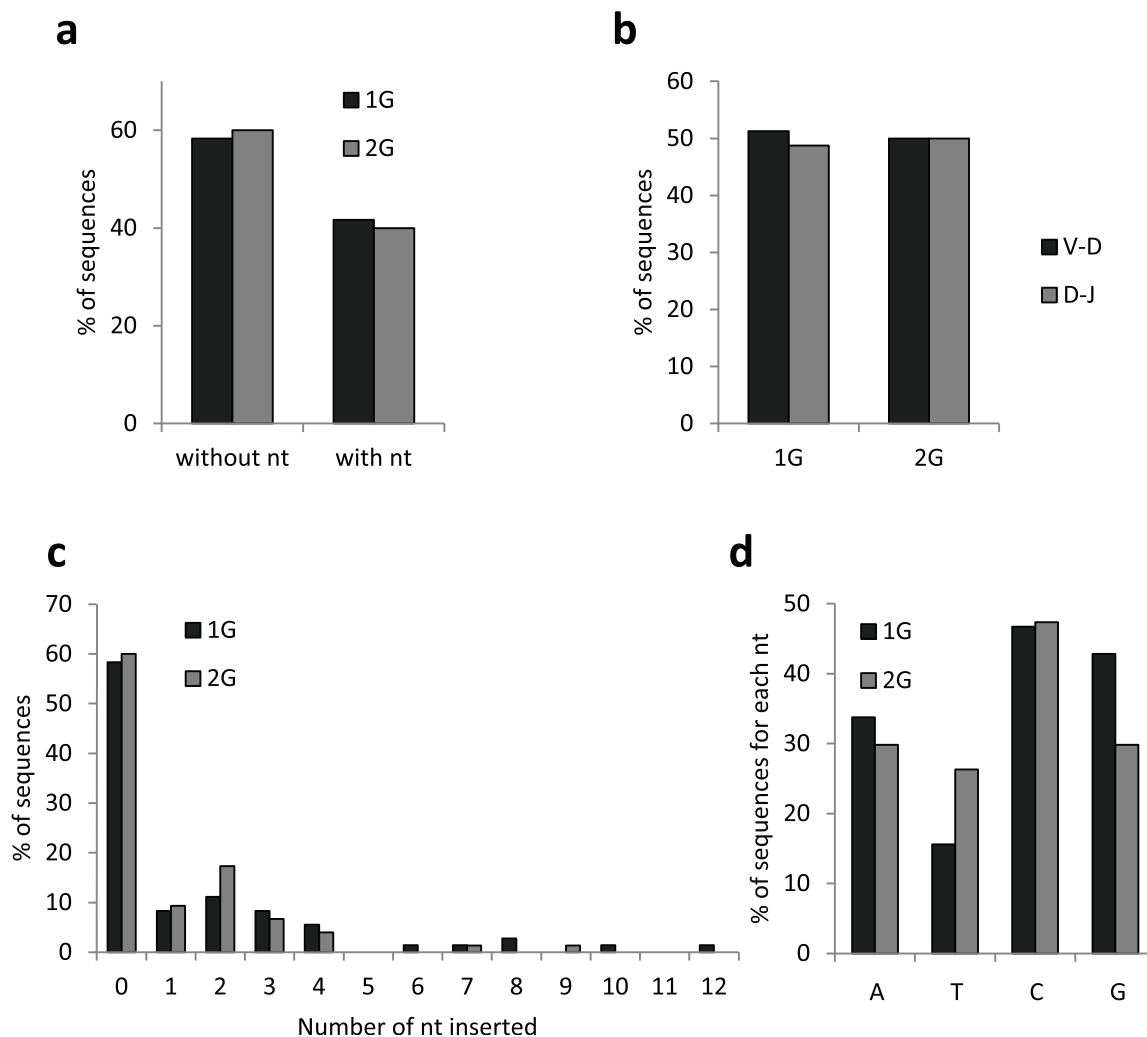 a
1G
2G
% of sequences
60
40
20
0
without nt with nt
b
60
50
40
30
20
10
0
% of sequences
1G 2G
V-D
D-J
c
70
60
50
40
30
20
10
0
% of sequences
1G
2G
0 1 2 3 4 5 6 7 8 9 10 11 12
Number of nt inserted
d
50
40
30
20
10
0
% of sequences for each nt
1G
2G
A T C G